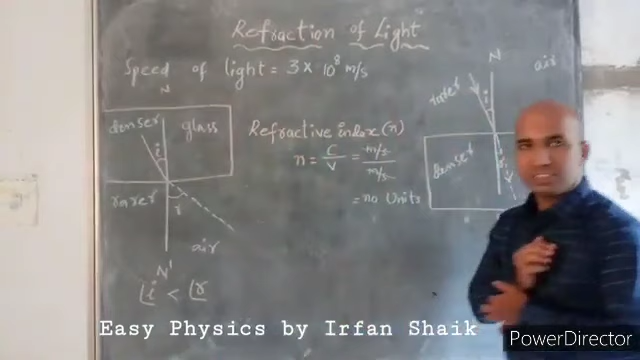 Refraction of Light
Speed of light = 3 × 10⁸ m/s
N
denser glass
i
rarer
r
air
N'
∠i < ∠r
Refractive index (n)
n = C/V = m/s / m/s
= no Units
N
air
rarer
i
denser
r
Easy Physics by Irfan Shaik
PowerDirector